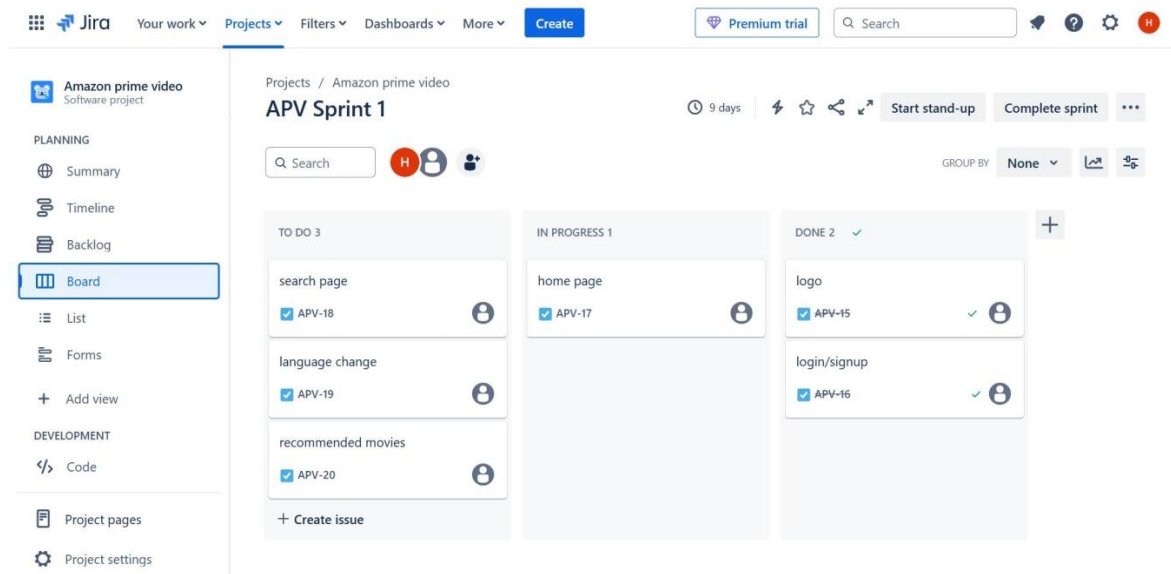 Jira Your work Projects Filters Dashboards More Create Premium trial Search H
Amazon prime video
Software project
PLANNING
Summary
Timeline
Backlog
Board
List
Forms
Add view
DEVELOPMENT
Code
Project pages
Project settings
Projects / Amazon prime video
APV Sprint 1
9 days Start stand-up Complete sprint
Search H GROUP BY None
TO DO 3
search page
APV-18
language change
APV-19
recommended movies
APV-20
+ Create issue
IN PROGRESS 1
home page
APV-17
DONE 2
logo
APV-15
login/signup
APV-16